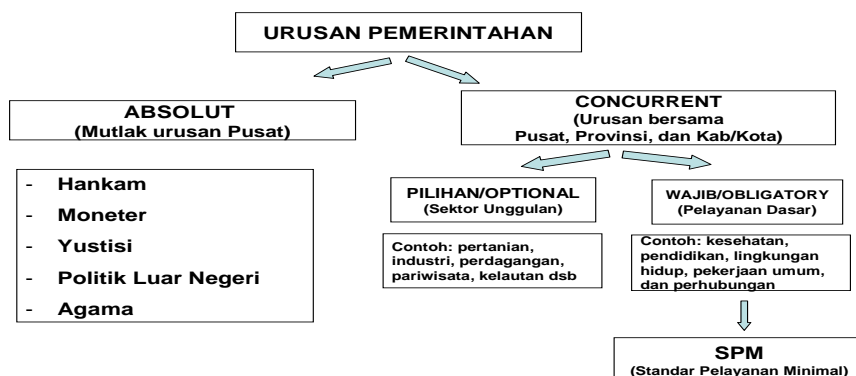 URUSAN PEMERINTAHAN
ABSOLUT
(Mutlak urusan Pusat)
CONCURRENT
(Urusan bersama
Pusat, Provinsi, dan Kab/Kota)
- Hankam
- Moneter
- Yustisi
- Politik Luar Negeri
- Agama
PILIHAN/OPTIONAL
(Sektor Unggulan)
WAJIB/OBLIGATORY
(Pelayanan Dasar)
Contoh: pertanian,
industri, perdagangan,
pariwisata, kelautan dsb
Contoh: kesehatan,
pendidikan, lingkungan
hidup, pekerjaan umum,
dan perhubungan
SPM
(Standar Pelayanan Minimal)